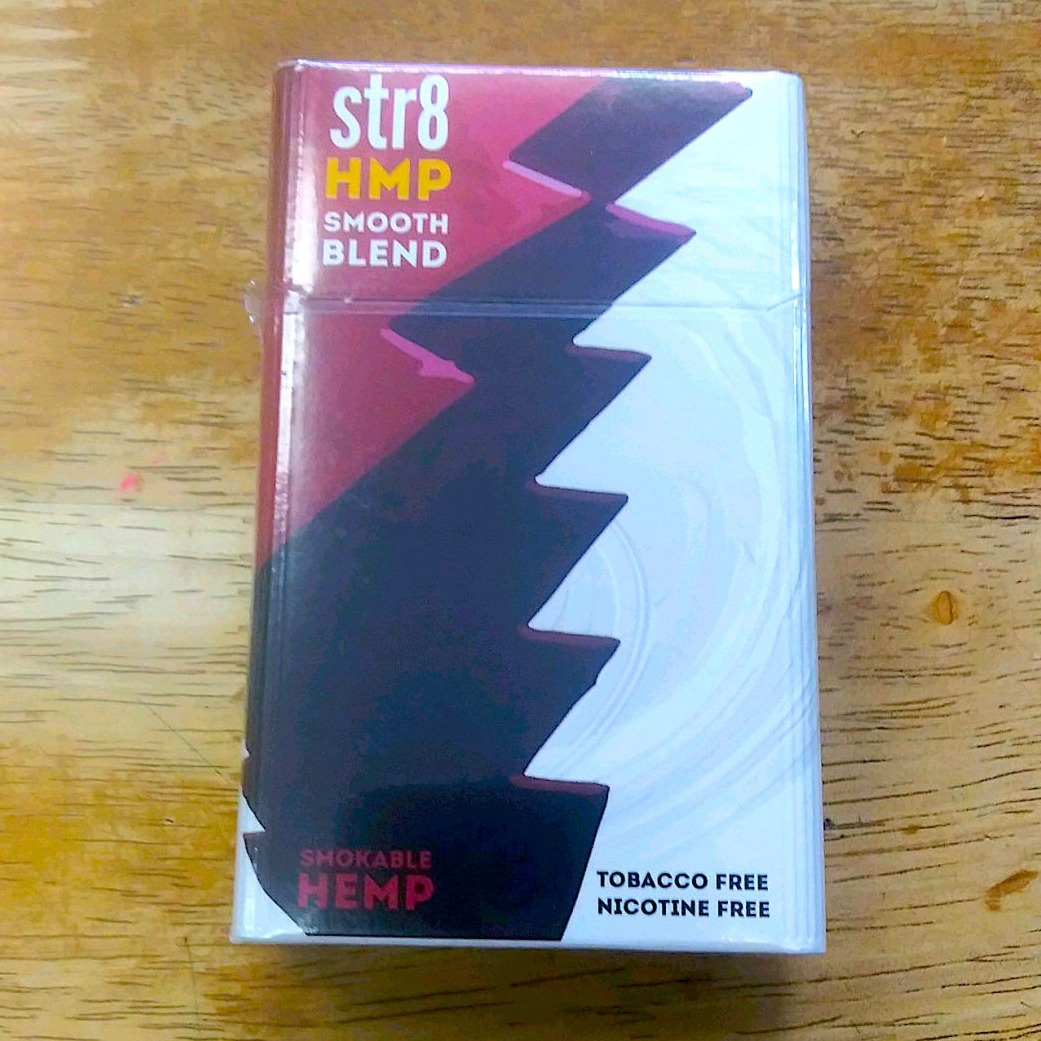 str8
HMP
SMOOTH
BLEND
SMOKABLE
HEMP
TOBACCO FREE
NICOTINE FREE